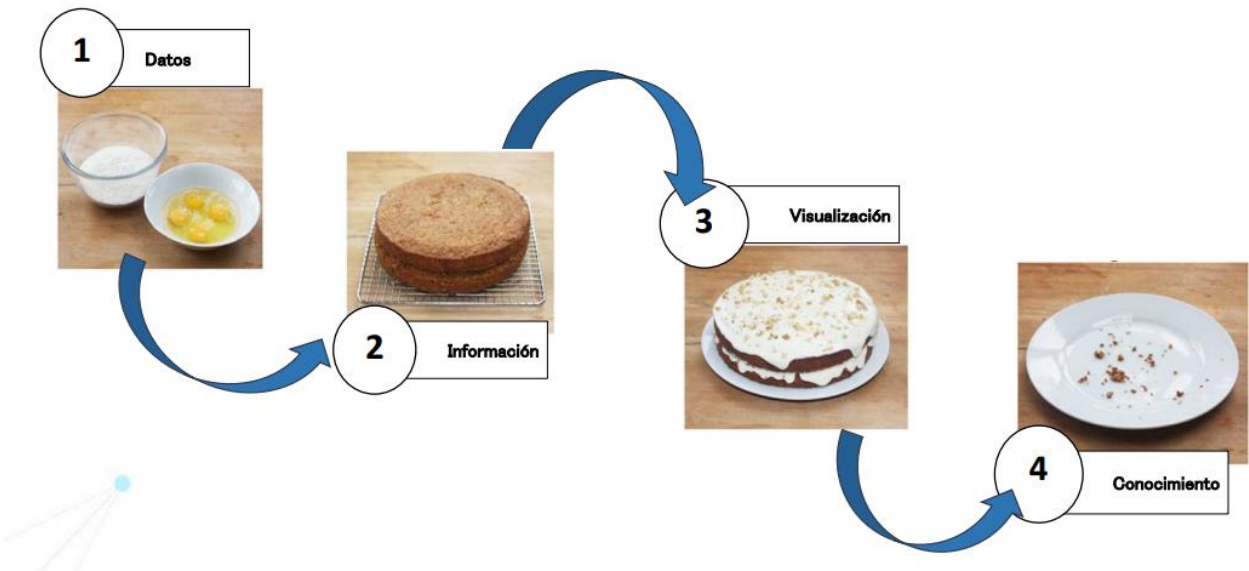 1
Datos
2
Información
3
Visualización
4
Conocimiento